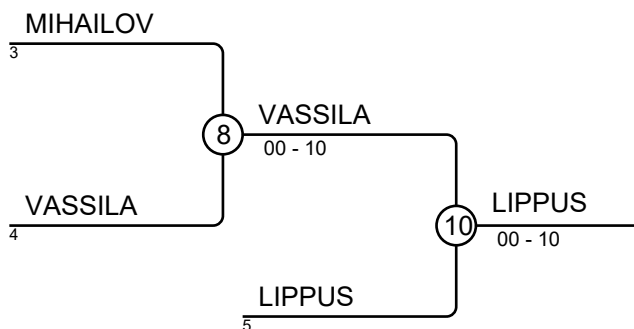 MIHAILOV
3
8
VASSILA
00 - 10
VASSILA
4
10
LIPPUS
00 - 10
LIPPUS
5